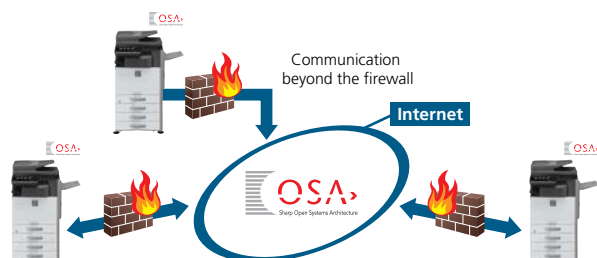 OSA
Communication
beyond the firewall
Internet
OSA
OSA
OSA
Sharp Open Systems Architecture